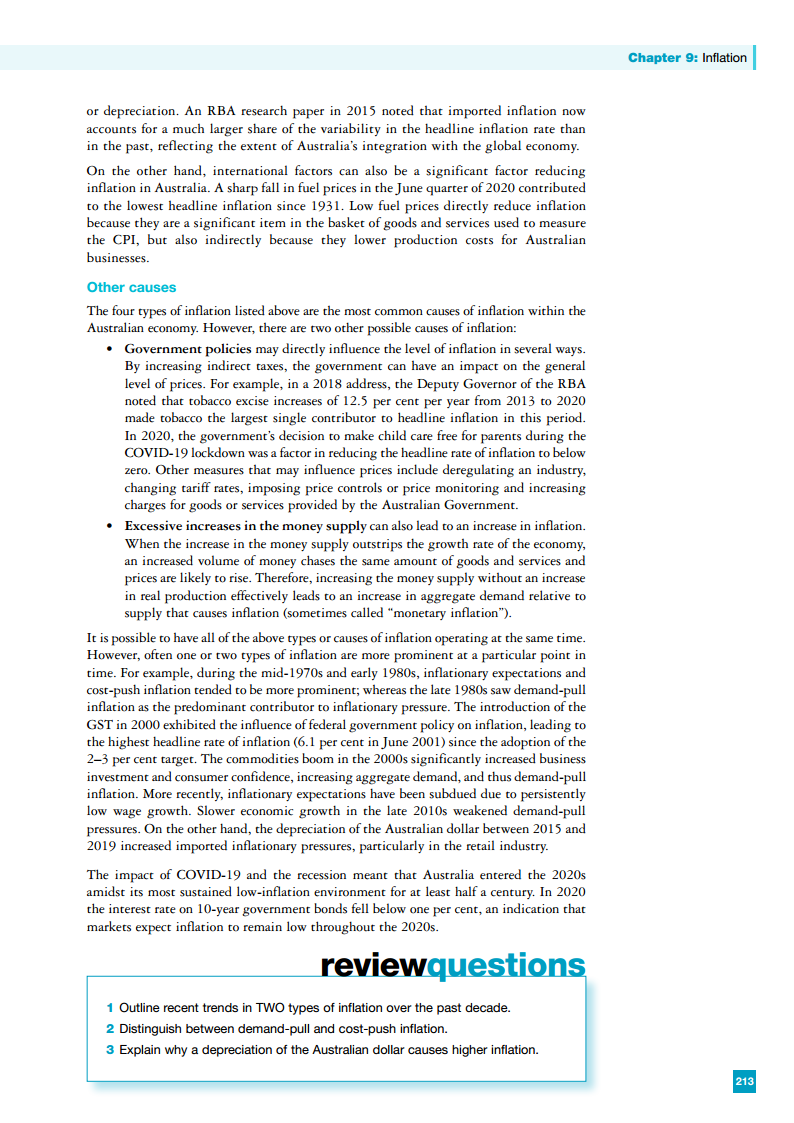 Chapter 9: Inflation
or depreciation. An RBA research paper in 2015 noted that imported inflation now
accounts for a much larger share of the variability in the headline inflation rate than
in the past, reflecting the extent of Australia's integration with the global economy.
On the other hand, international factors can also be a significant factor reducing
inflation in Australia. A sharp fall in fuel prices in the June quarter of 2020 contributed
to the lowest headline inflation since 1931. Low fuel prices directly reduce inflation
because they are a significant item in the basket of goods and services used to measure
the CPI, but also indirectly because they lower production costs for Australian
businesses.
Other causes
The four types of inflation listed above are the most common causes of inflation within the
Australian economy. However, there are two other possible causes of inflation:
• Government policies may directly influence the level of inflation in several ways.
By increasing indirect taxes, the government can have an impact on the general
level of prices. For example, in a 2018 address, the Deputy Governor of the RBA
noted that tobacco excise increases of 12.5 per cent per year from 2013 to 2020
made tobacco the largest single contributor to headline inflation in this period.
In 2020, the government's decision to make child care free for parents during the
COVID-19 lockdown was a factor in reducing the headline rate of inflation to below
zero. Other measures that may influence prices include deregulating an industry,
changing tariff rates, imposing price controls or price monitoring and increasing
charges for goods or services provided by the Australian Government.
• Excessive increases in the money supply can also lead to an increase in inflation.
When the increase in the money supply outstrips the growth rate of the economy,
an increased volume of money chases the same amount of goods and services and
prices are likely to rise. Therefore, increasing the money supply without an increase
in real production effectively leads to an increase in aggregate demand relative to
supply that causes inflation (sometimes called "monetary inflation").
It is possible to have all of the above types or causes of inflation operating at the same time.
However, often one or two types of inflation are more prominent at a particular point in
time. For example, during the mid-1970s and early 1980s, inflationary expectations and
cost-push inflation tended to be more prominent; whereas the late 1980s saw demand-pull
inflation as the predominant contributor to inflationary pressure. The introduction of the
GST in 2000 exhibited the influence of federal government policy on inflation, leading to
the highest headline rate of inflation (6.1 per cent in June 2001) since the adoption of the
2–3 per cent target. The commodities boom in the 2000s significantly increased business
investment and consumer confidence, increasing aggregate demand, and thus demand-pull
inflation. More recently, inflationary expectations have been subdued due to persistently
low wage growth. Slower economic growth in the late 2010s weakened demand-pull
pressures. On the other hand, the depreciation of the Australian dollar between 2015 and
2019 increased imported inflationary pressures, particularly in the retail industry.
The impact of COVID-19 and the recession meant that Australia entered the 2020s
amidst its most sustained low-inflation environment for at least half a century. In 2020
the interest rate on 10-year government bonds fell below one per cent, an indication that
markets expect inflation to remain low throughout the 2020s.
reviewquestions
1 Outline recent trends in TWO types of inflation over the past decade.
2 Distinguish between demand-pull and cost-push inflation.
3 Explain why a depreciation of the Australian dollar causes higher inflation.
213